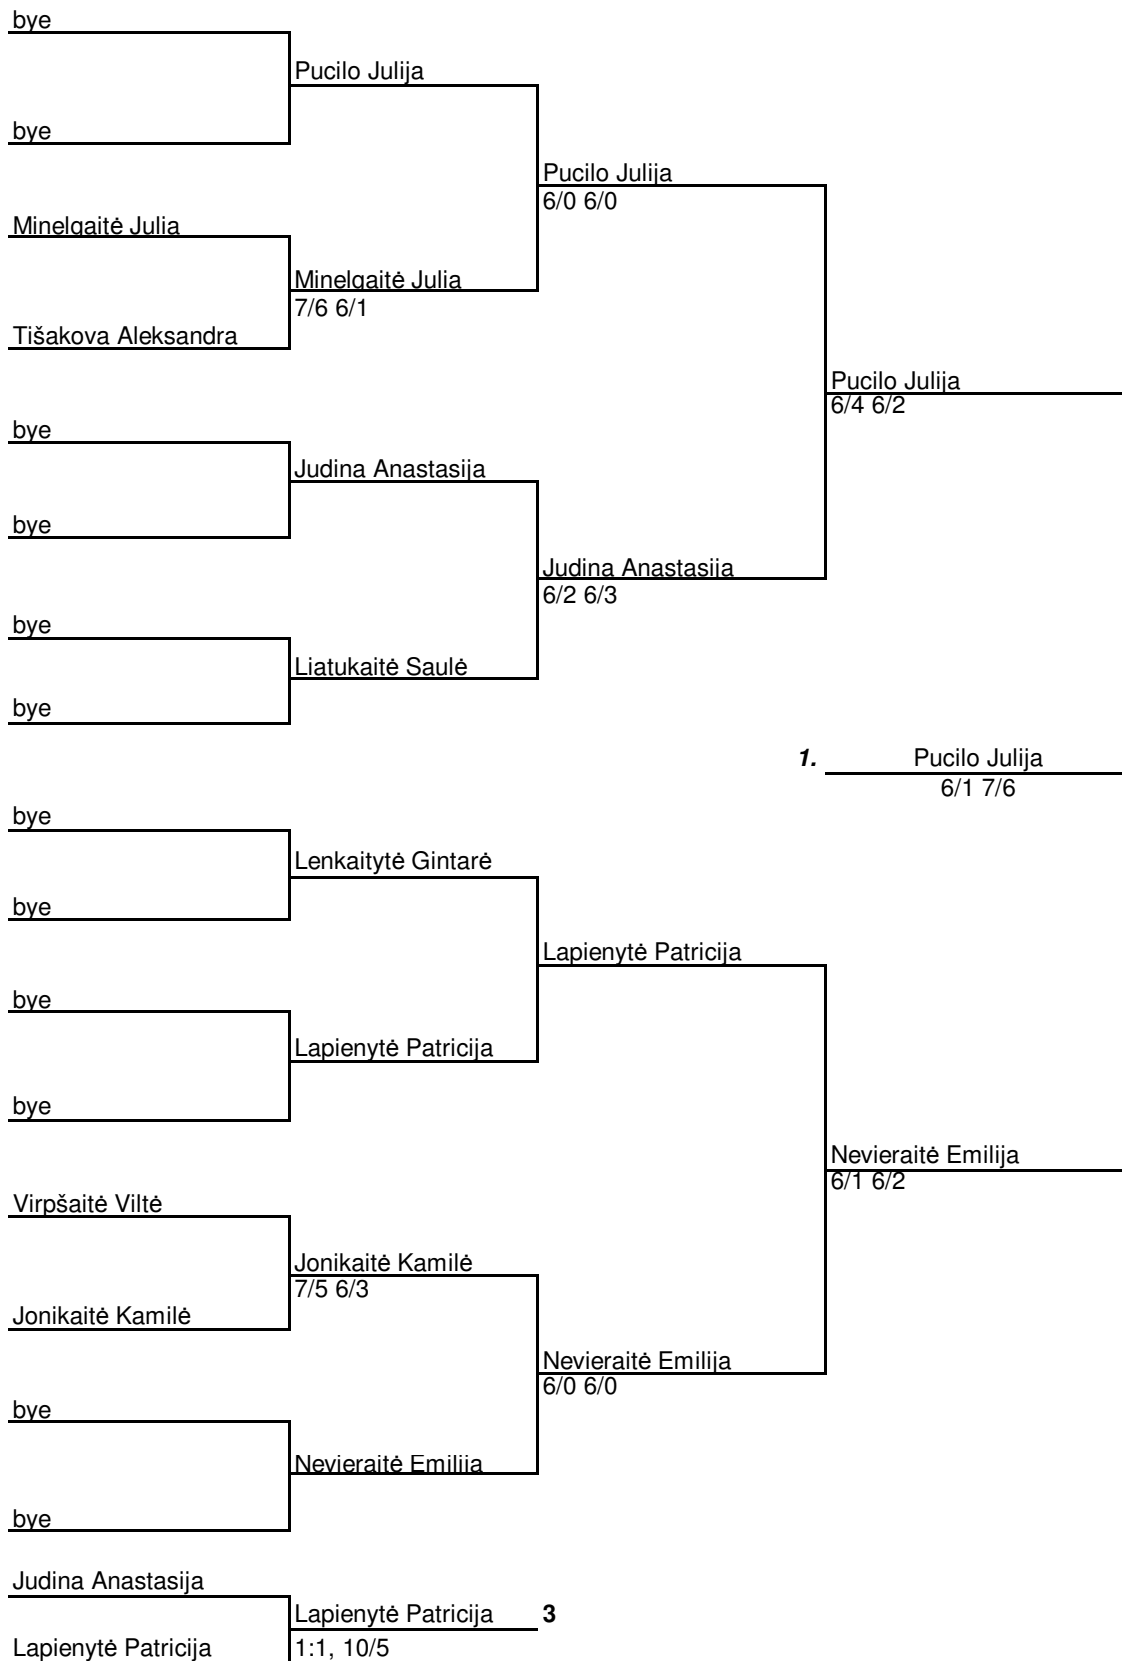 bye
Pucilo Julija
bye
Pucilo Julija
6/0 6/0
Minelgaitė Julia
Minelgaitė Julia
7/6 6/1
Tišakova Aleksandra
Pucilo Julija
6/4 6/2
bye
Judina Anastasija
bye
Judina Anastasija
6/2 6/3
bye
Liatukaitė Saulė
bye
1. Pucilo Julija
6/1 7/6
bye
Lenkaitytė Gintarė
bye
Lapienytė Patricija
bye
Lapienytė Patricija
bye
Nevieraitė Emilija
6/1 6/2
Virpšaitė Viltė
Jonikaitė Kamilė
7/5 6/3
Jonikaitė Kamilė
Nevieraitė Emilija
6/0 6/0
bye
Nevieraitė Emilija
bye
Judina Anastasija
Lapienytė Patricija 3
Lapienytė Patricija 1:1, 10/5